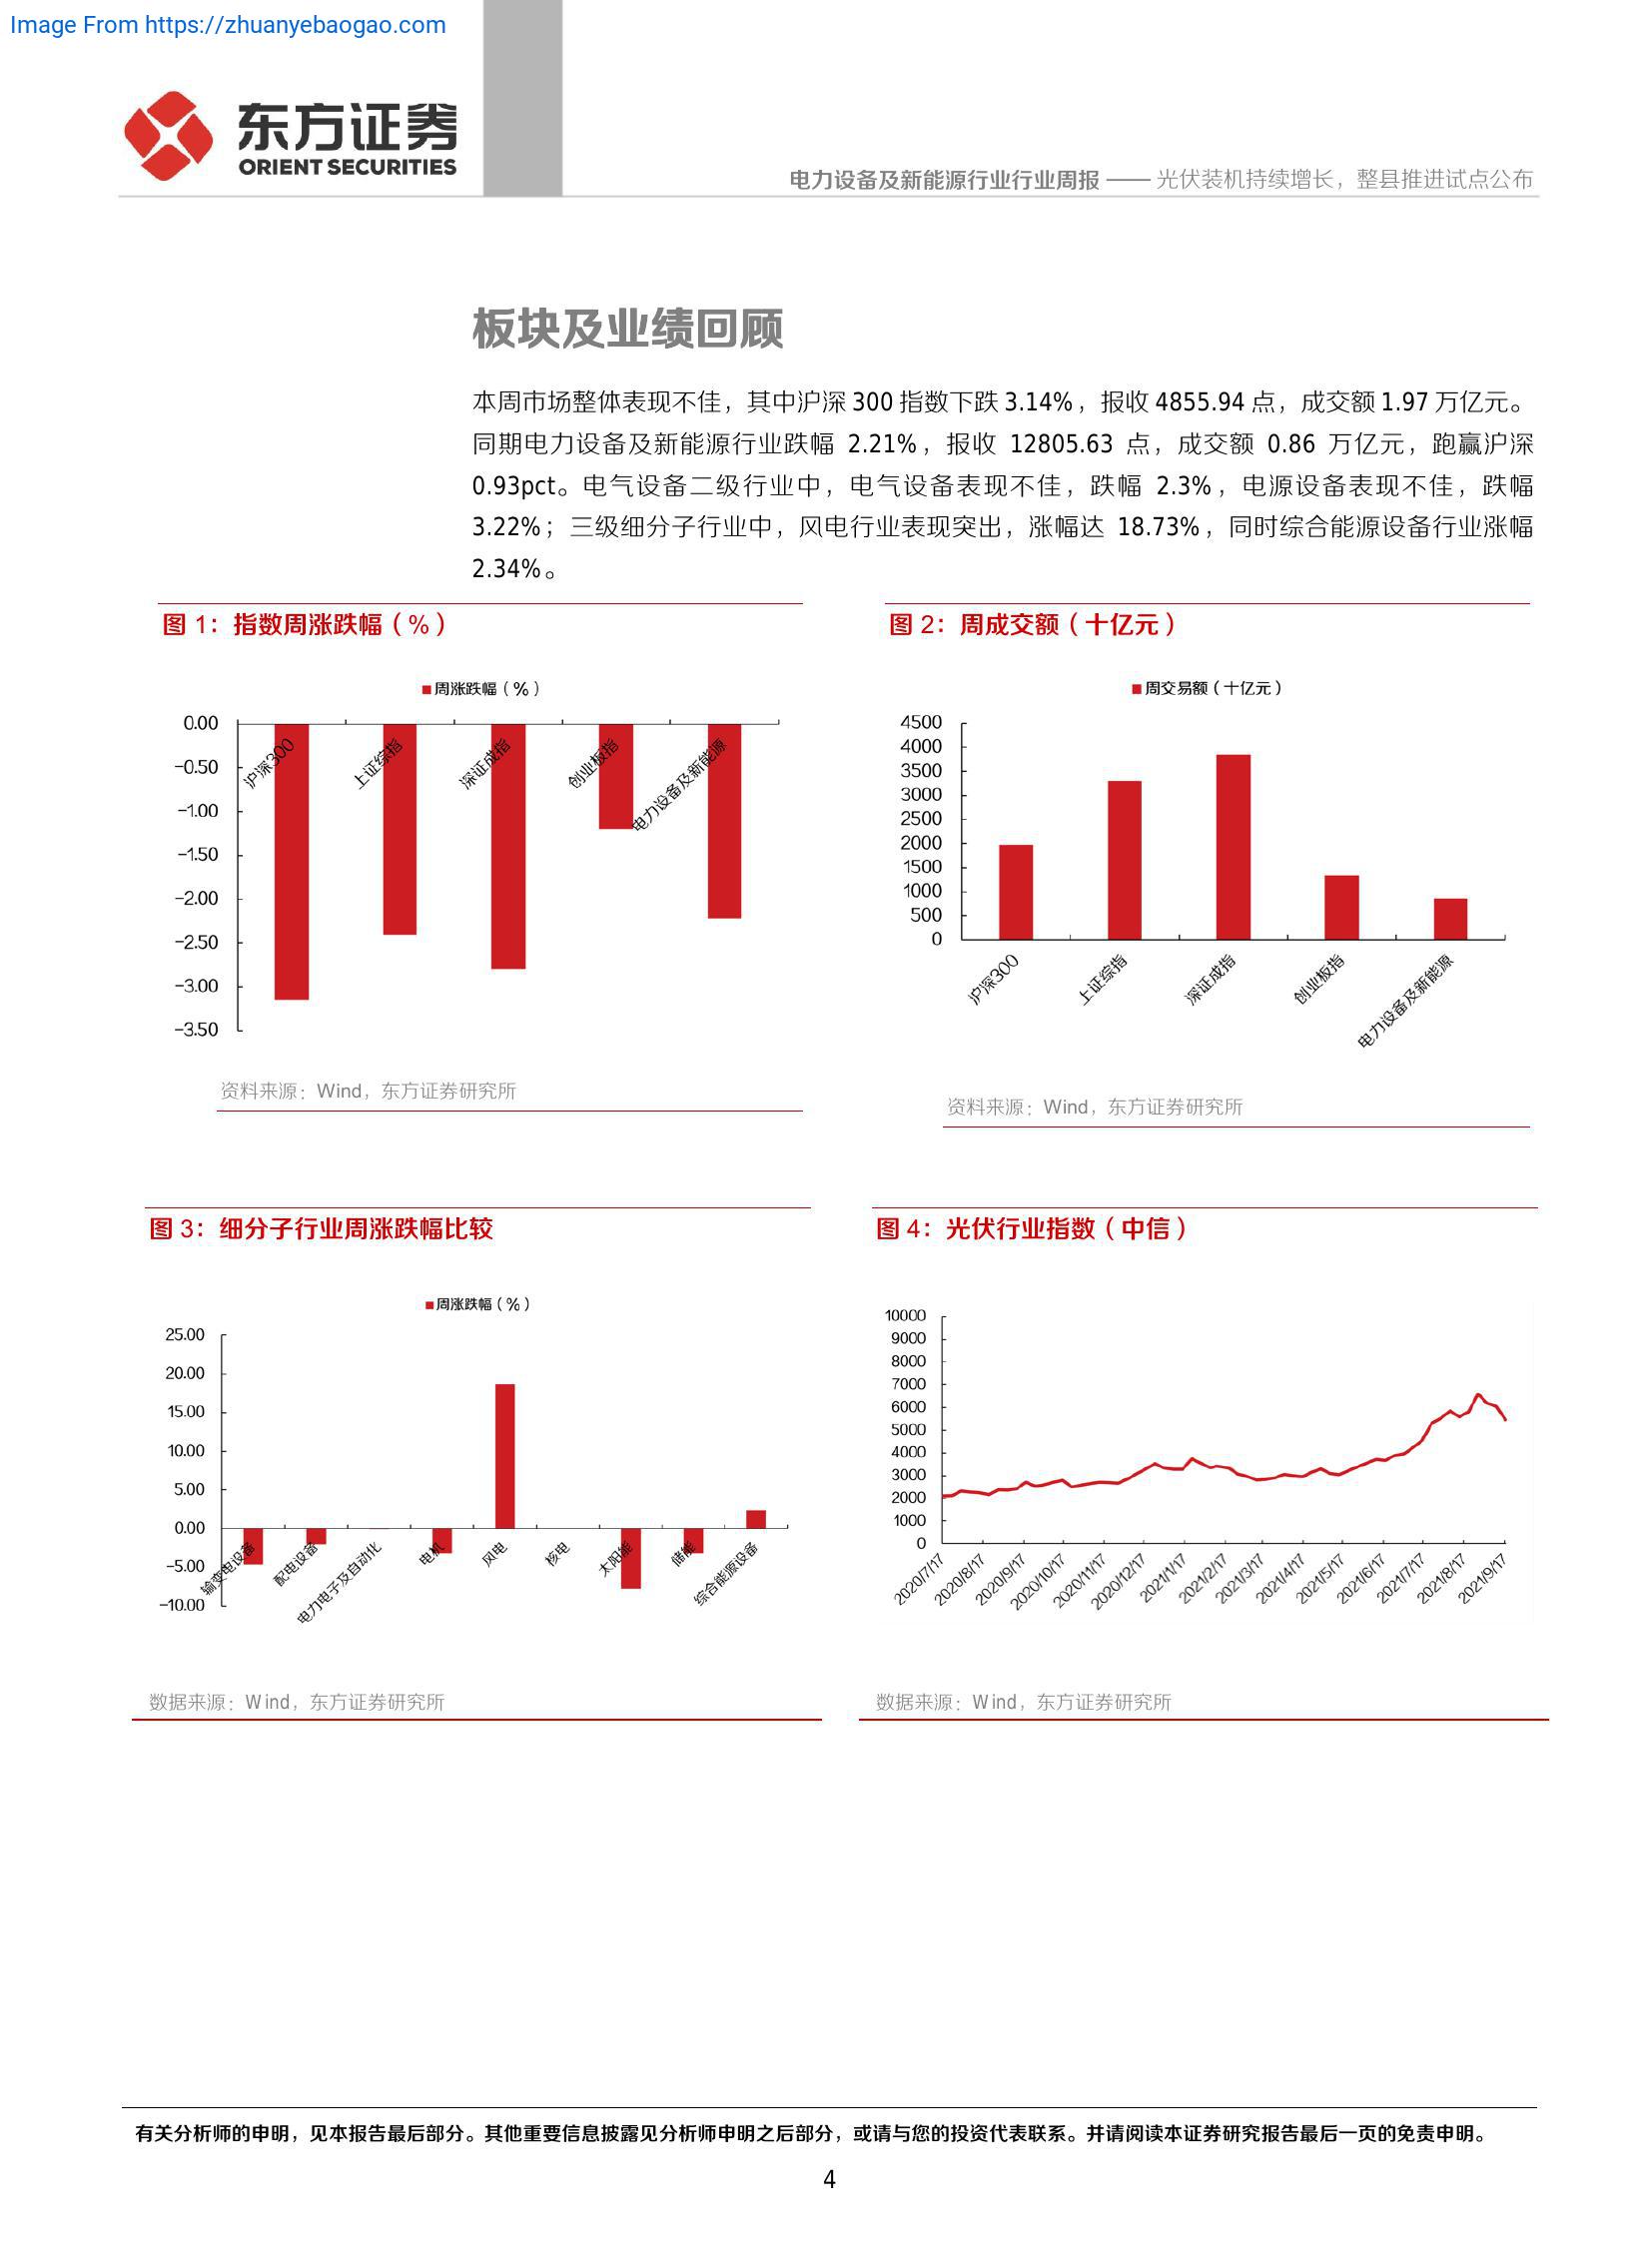 Image From https://zhuanyebaogao.com
东方证券
ORIENT SECURITIES
电力设备及新能源行业行业周报 —— 光伏装机持续增长，整县推进试点公布
板块及业绩回顾
本周市场整体表现不佳，其中沪深 300 指数下跌 3.14%，报收 4855.94 点，成交额 1.97 万亿元。
同期电力设备及新能源行业跌幅 2.21%，报收 12805.63 点，成交额 0.86 万亿元，跑赢沪深
0.93pct。电气设备二级行业中，电气设备表现不佳，跌幅 2.3%，电源设备表现不佳，跌幅
3.22%；三级细分子行业中，风电行业表现突出，涨幅达 18.73%，同时综合能源设备行业涨幅
2.34%。
图 1：指数周涨跌幅（%）
周涨跌幅（%）
0.00
-0.50
-1.00
-1.50
-2.00
-2.50
-3.00
-3.50
沪深300
上证综指
深证成指
创业板指
电力设备及新能源
资料来源：Wind，东方证券研究所
图 2：周成交额（十亿元）
周交易额（十亿元）
4500
4000
3500
3000
2500
2000
1500
1000
500
0
沪深300
上证综指
深证成指
创业板指
电力设备及新能源
资料来源：Wind，东方证券研究所
图 3：细分子行业周涨跌幅比较
周涨跌幅（%）
25.00
20.00
15.00
10.00
5.00
0.00
-5.00
-10.00
输变电设备
配电设备
电力电子及自动化
电机
风电
核电
太阳能
储能
综合能源设备
数据来源：Wind，东方证券研究所
图 4：光伏行业指数（中信）
10000
9000
8000
7000
6000
5000
4000
3000
2000
1000
0
2020/7/17
2020/8/17
2020/9/17
2020/10/17
2020/11/17
2020/12/17
2021/1/17
2021/2/17
2021/3/17
2021/4/17
2021/5/17
2021/6/17
2021/7/17
2021/8/17
2021/9/17
数据来源：Wind，东方证券研究所
有关分析师的申明，见本报告最后部分。其他重要信息披露见分析师申明之后部分，或请与您的投资代表联系。并请阅读本证券研究报告最后一页的免责申明。
4